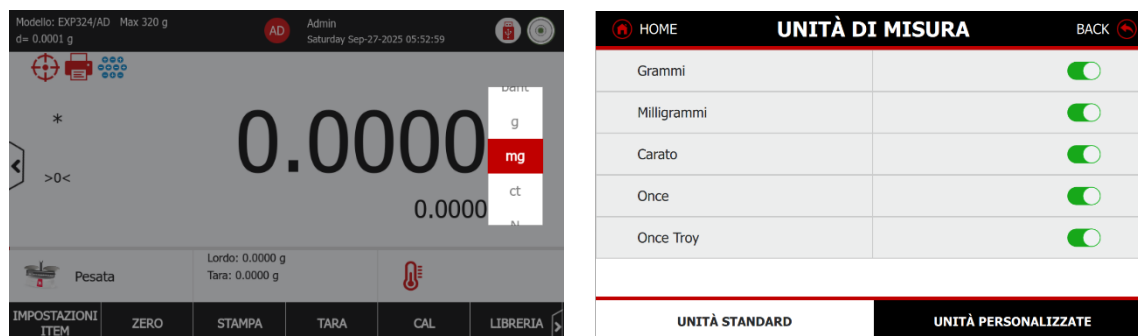 Modello: EXP324/AD Max 320 g
d= 0.0001 g
AD
Admin
Saturday Sep-27-2025 05:52:59
*
>0<
0.0000
g
mg
ct
0.0000
Pesata
Lordo: 0.0000 g
Tara: 0.0000 g
IMPOSTAZIONI
ITEM
ZERO
STAMPA
TARA
CAL
LIBRERIA
HOME
UNITÀ DI MISURA
BACK
Grammi
Milligrammi
Carato
Once
Once Troy
UNITÀ STANDARD
UNITÀ PERSONALIZZATE